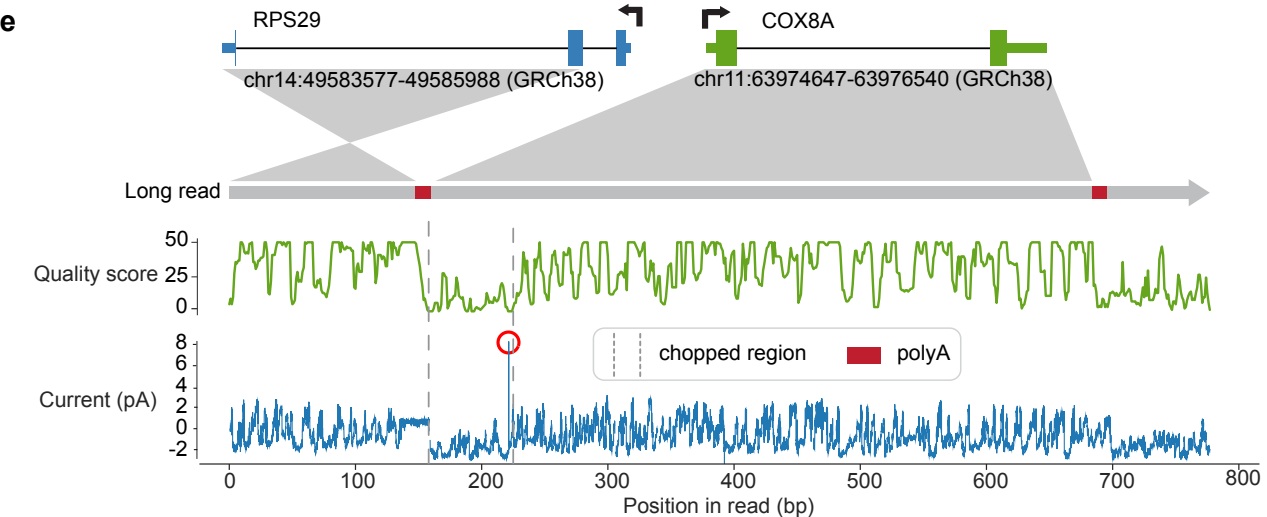 e
RPS29
COX8A
chr14:49583577-49585988 (GRCh38)
chr11:63974647-63976540 (GRCh38)
Long read
Quality score
50
25
0
chopped region
polyA
Current (pA)
8
6
4
2
0
-2
0 100 200 300 400 500 600 700 800
Position in read (bp)